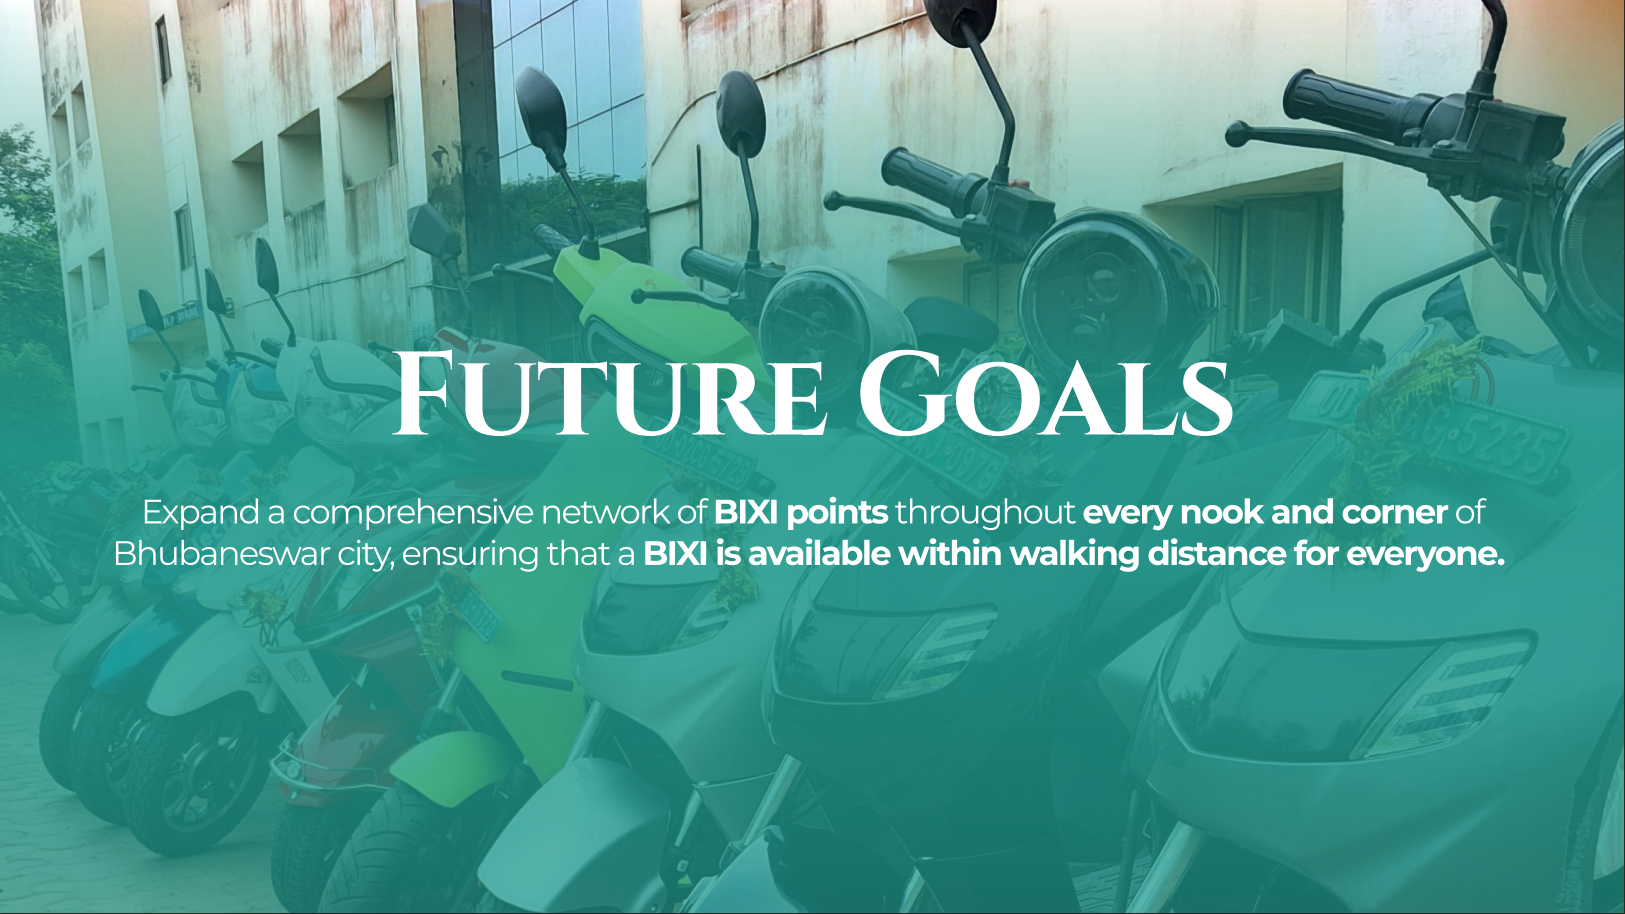 Future Goals
Expand a comprehensive network of BIXI points throughout every nook and corner of
Bhubaneswar city, ensuring that a BIXI is available within walking distance for everyone.
5235